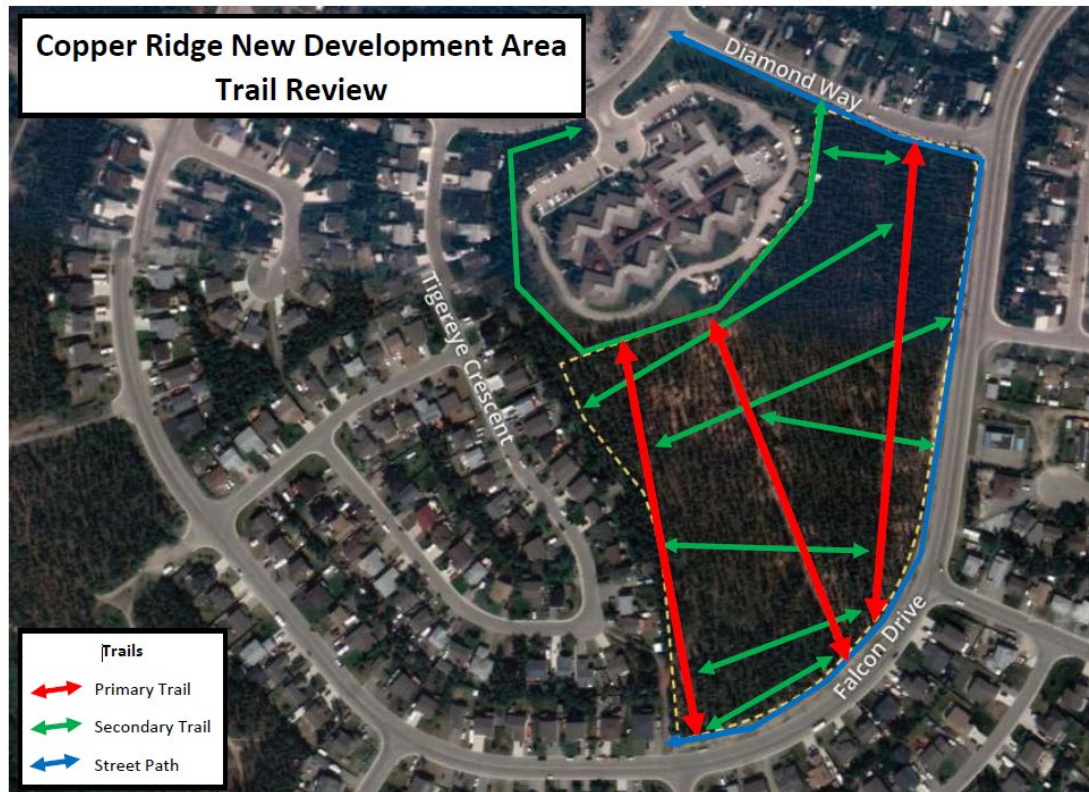 Copper Ridge New Development Area
Trail Review
Diamond Way
Tigereye Crescent
Falcon Drive
Trails
Primary Trail
Secondary Trail
Street Path